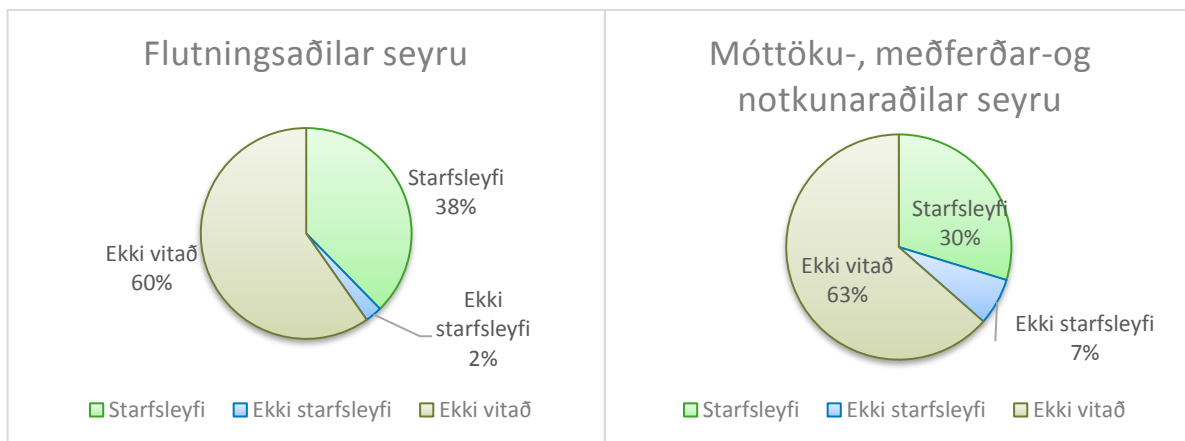 Flutningsaðilar seyru
Starfsleyfi
38%
Ekki
starfsleyfi
2%
Ekki vitað
60%
Starfsleyfi
Ekki starfsleyfi
Ekki vitað
Móttöku-, meðferðar-og
notkunaraðilar seyru
Starfsleyfi
30%
Ekki starfsleyfi
7%
Ekki vitað
63%
Starfsleyfi
Ekki starfsleyfi
Ekki vitað